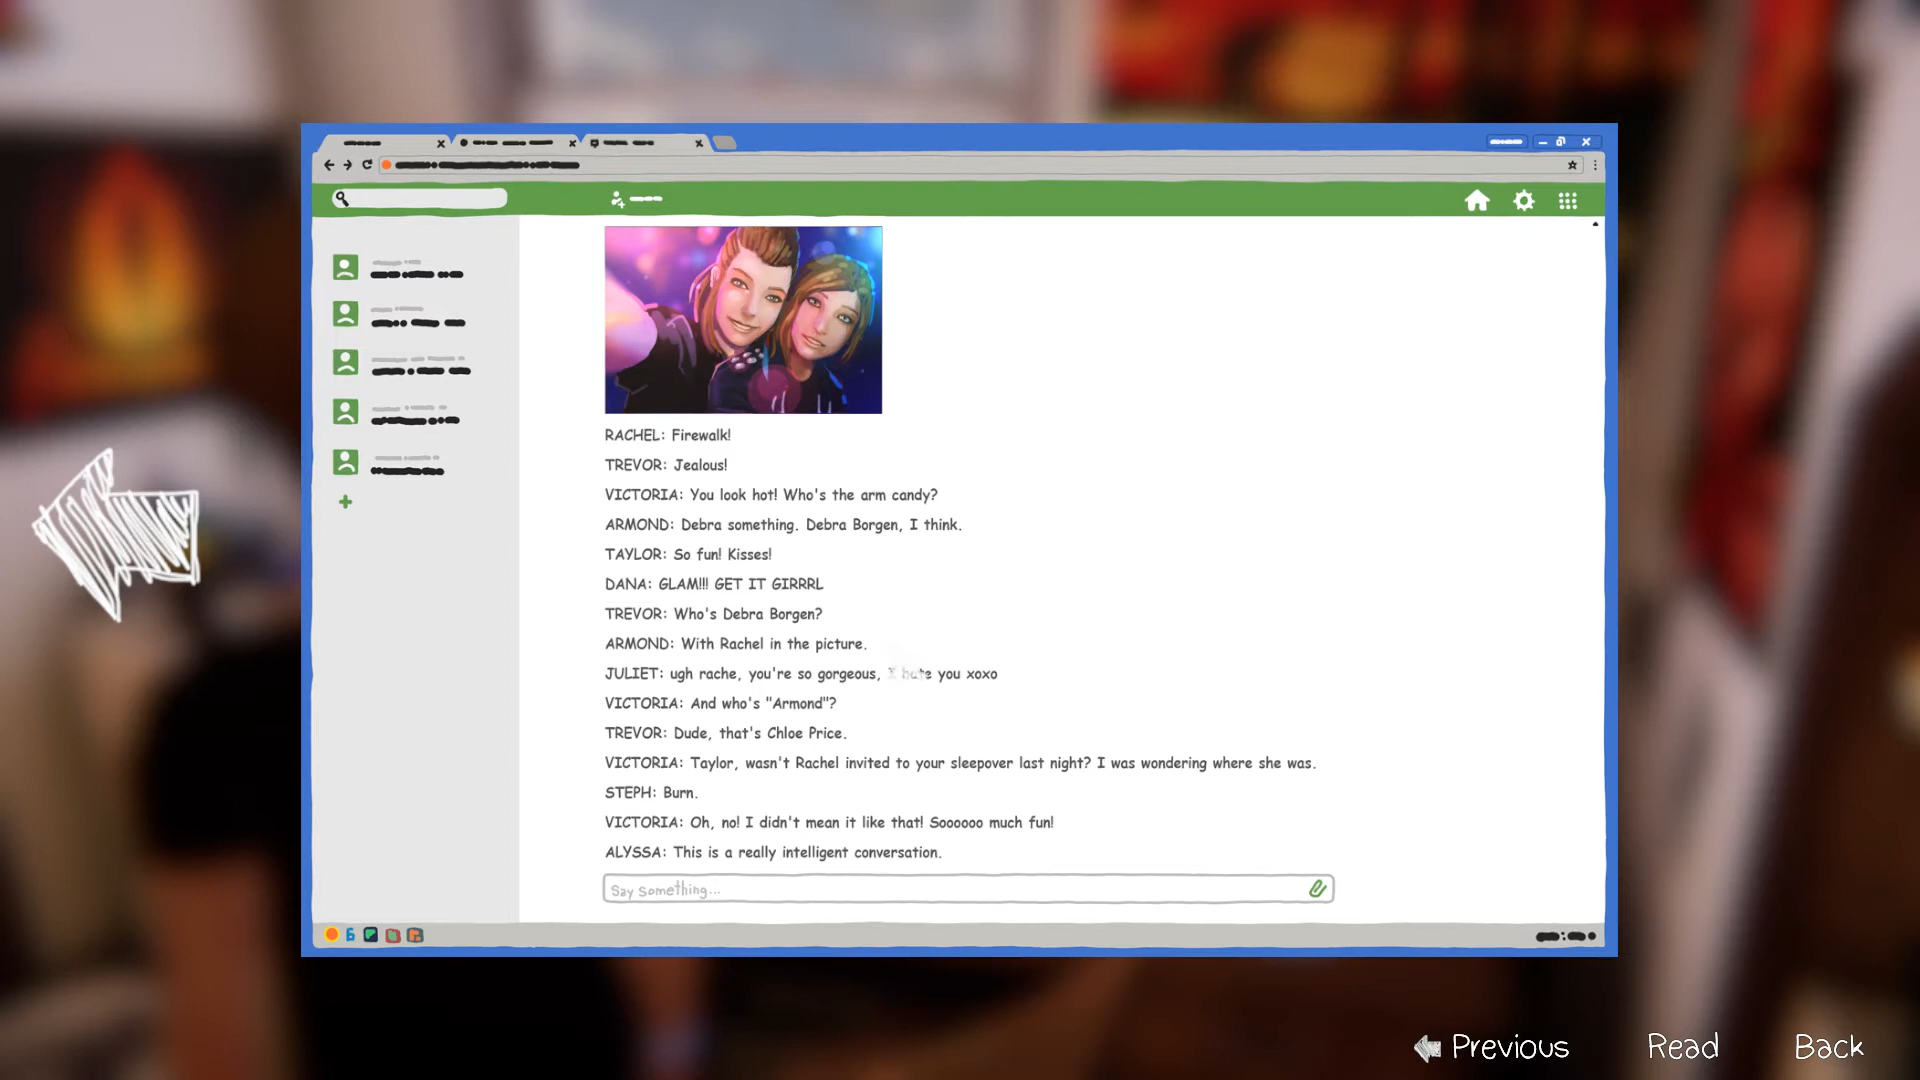 RACHEL: Firewalk!
TREVOR: Jealous!
VICTORIA: You look hot! Who's the arm candy?
ARMOND: Debra something. Debra Borgen, I think.
TAYLOR: So fun! Kisses!
DANA: GLAM!!! GET IT GIRRRL
TREVOR: Who's Debra Borgen?
ARMOND: With Rachel in the picture.
JULIET: ugh rache, you're so gorgeous, I hate you xoxo
VICTORIA: And who's "Armond"?
TREVOR: Dude, that's Chloe Price.
VICTORIA: Taylor, wasn't Rachel invited to your sleepover last night? I was wondering where she was.
STEPH: Burn.
VICTORIA: Oh, no! I didn't mean it like that! Soooooo much fun!
ALYSSA: This is a really intelligent conversation.
Say Something...
Previous Read Back